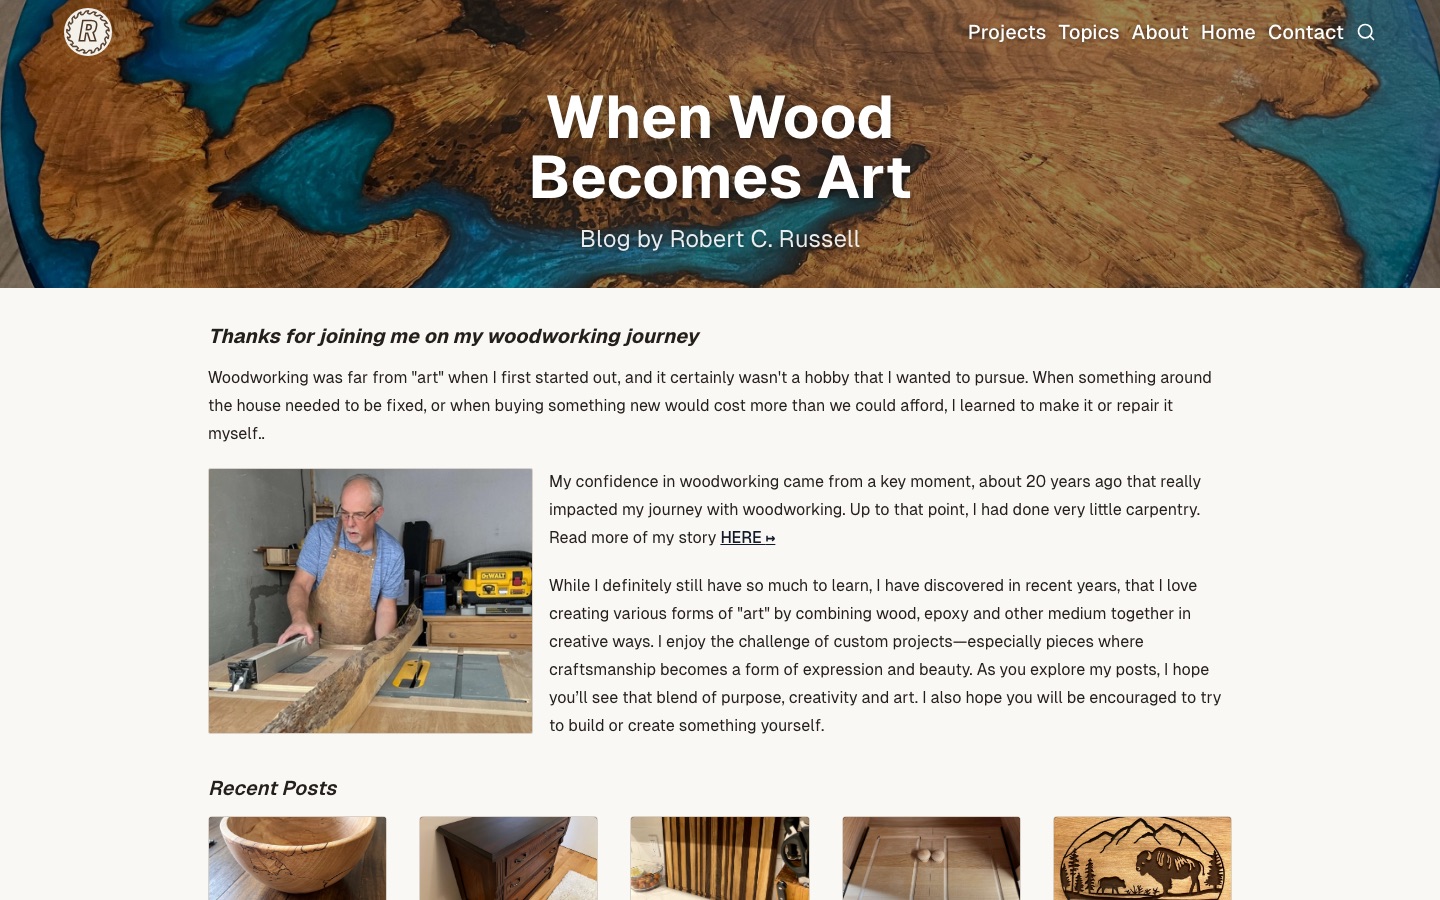 R
Projects Topics About Home Contact
When Wood
Becomes Art
Blog by Robert C. Russell
Thanks for joining me on my woodworking journey
Woodworking was far from "art" when I first started out, and it certainly wasn't a hobby that I wanted to pursue. When something around
the house needed to be fixed, or when buying something new would cost more than we could afford, I learned to make it or repair it
myself..
My confidence in woodworking came from a key moment, about 20 years ago that really
impacted my journey with woodworking. Up to that point, I had done very little carpentry.
Read more of my story HERE ↦
DEWALT
While I definitely still have so much to learn, I have discovered in recent years, that I love
creating various forms of "art" by combining wood, epoxy and other medium together in
creative ways. I enjoy the challenge of custom projects—especially pieces where
craftsmanship becomes a form of expression and beauty. As you explore my posts, I hope
you’ll see that blend of purpose, creativity and art. I also hope you will be encouraged to try
to build or create something yourself.
Recent Posts